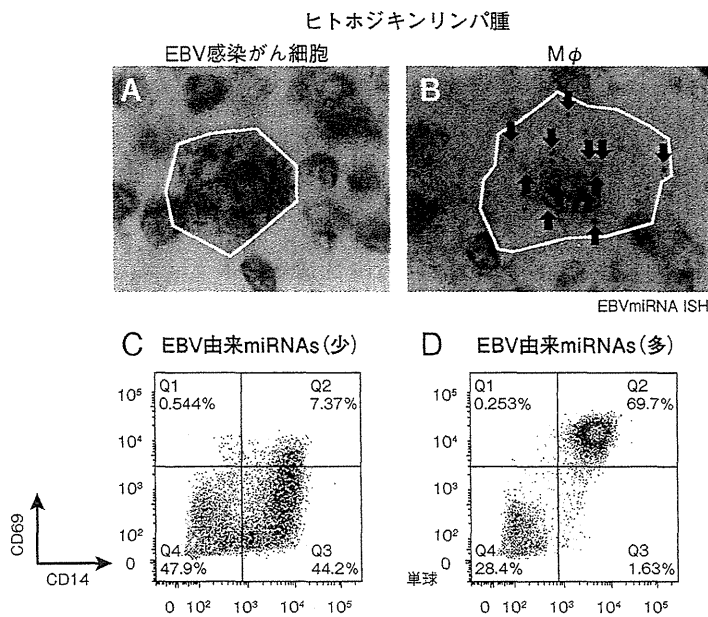 ヒトホジキンリンパ腫
EBV感染がん細胞
Mφ
A
B
EBVmiRNA ISH
C EBV由来miRNAs(少)
D EBV由来miRNAs(多)
Q1
0.544%
Q2
7.37%
Q4
47.9%
Q3
44.2%
10⁵
10⁴
10³
10²
0
0 10² 10³ 10⁴ 10⁵
CD69
CD14
Q1
0.253%
Q2
69.7%
Q4
28.4%
Q3
1.63%
10⁵
10⁴
10³
10²
0
単球
0 10² 10³ 10⁴ 10⁵